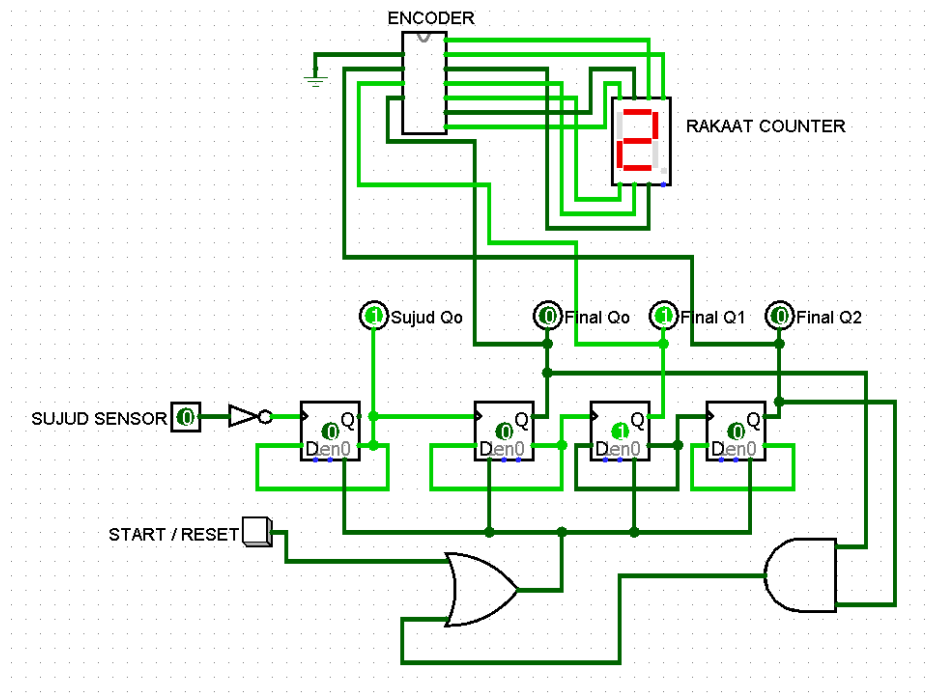 ENCODER
RAKAAT COUNTER
2
1 Sujud Qo
0 Final Qo
1 Final Q1
0 Final Q2
SUJUD SENSOR 0
Q Q Q Q
0 0 1 0
D en0 D en0 D en0 D en0
START / RESET